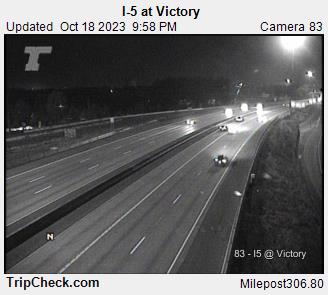 I-5 at Victory
Updated  Oct 18 2023  9:58 PM
Camera 83
T
N
83 - I5 @ Victory
TripCheck.com
Milepost306.80